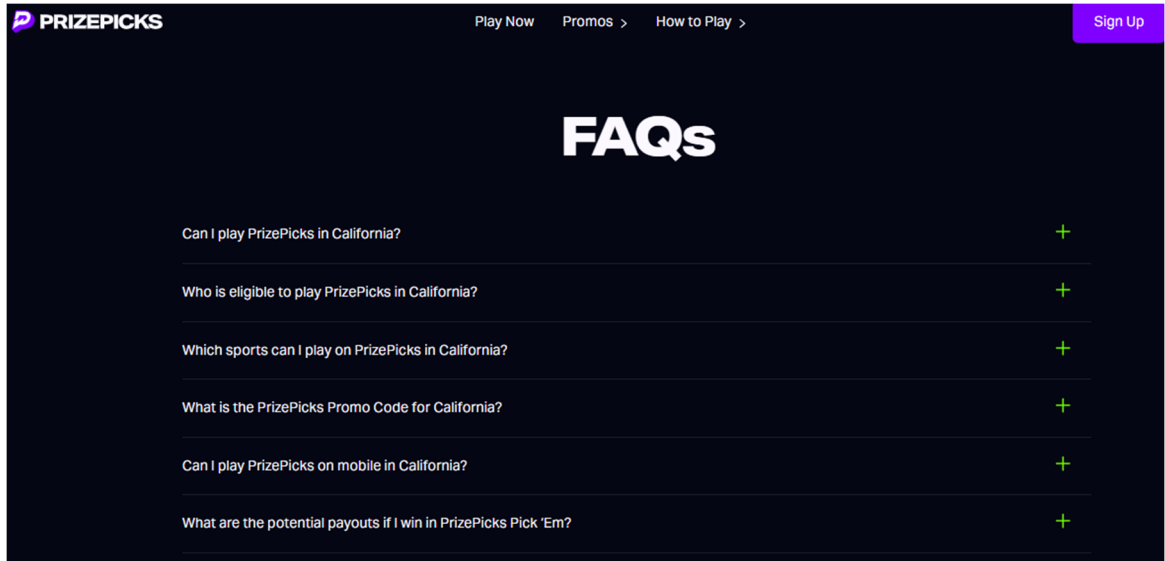 PRIZEPICKS
Play Now Promos > How to Play > Sign Up
FAQs
Can I play PrizePicks in California? +
Who is eligible to play PrizePicks in California? +
Which sports can I play on PrizePicks in California? +
What is the PrizePicks Promo Code for California? +
Can I play PrizePicks on mobile in California? +
What are the potential payouts if I win in PrizePicks Pick ‘Em? +